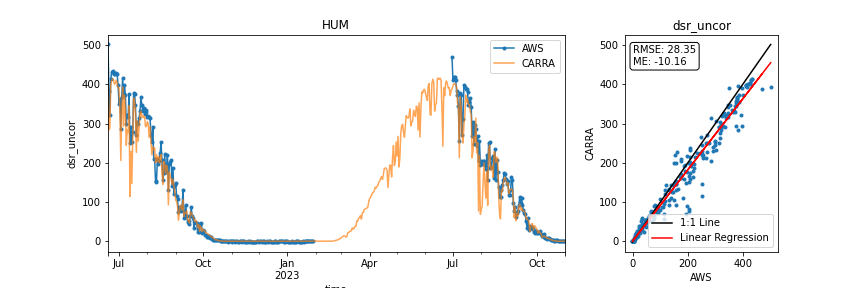 HUM
dsr_uncor
500
400
300
200
100
0
AWS
CARRA
Jul
Oct
Jan
2023
Apr
Jul
Oct
time
dsr_uncor
CARRA
500
400
300
200
100
0
RMSE: 28.35
ME: -10.16
1:1 Line
Linear Regression
0
200
400
AWS